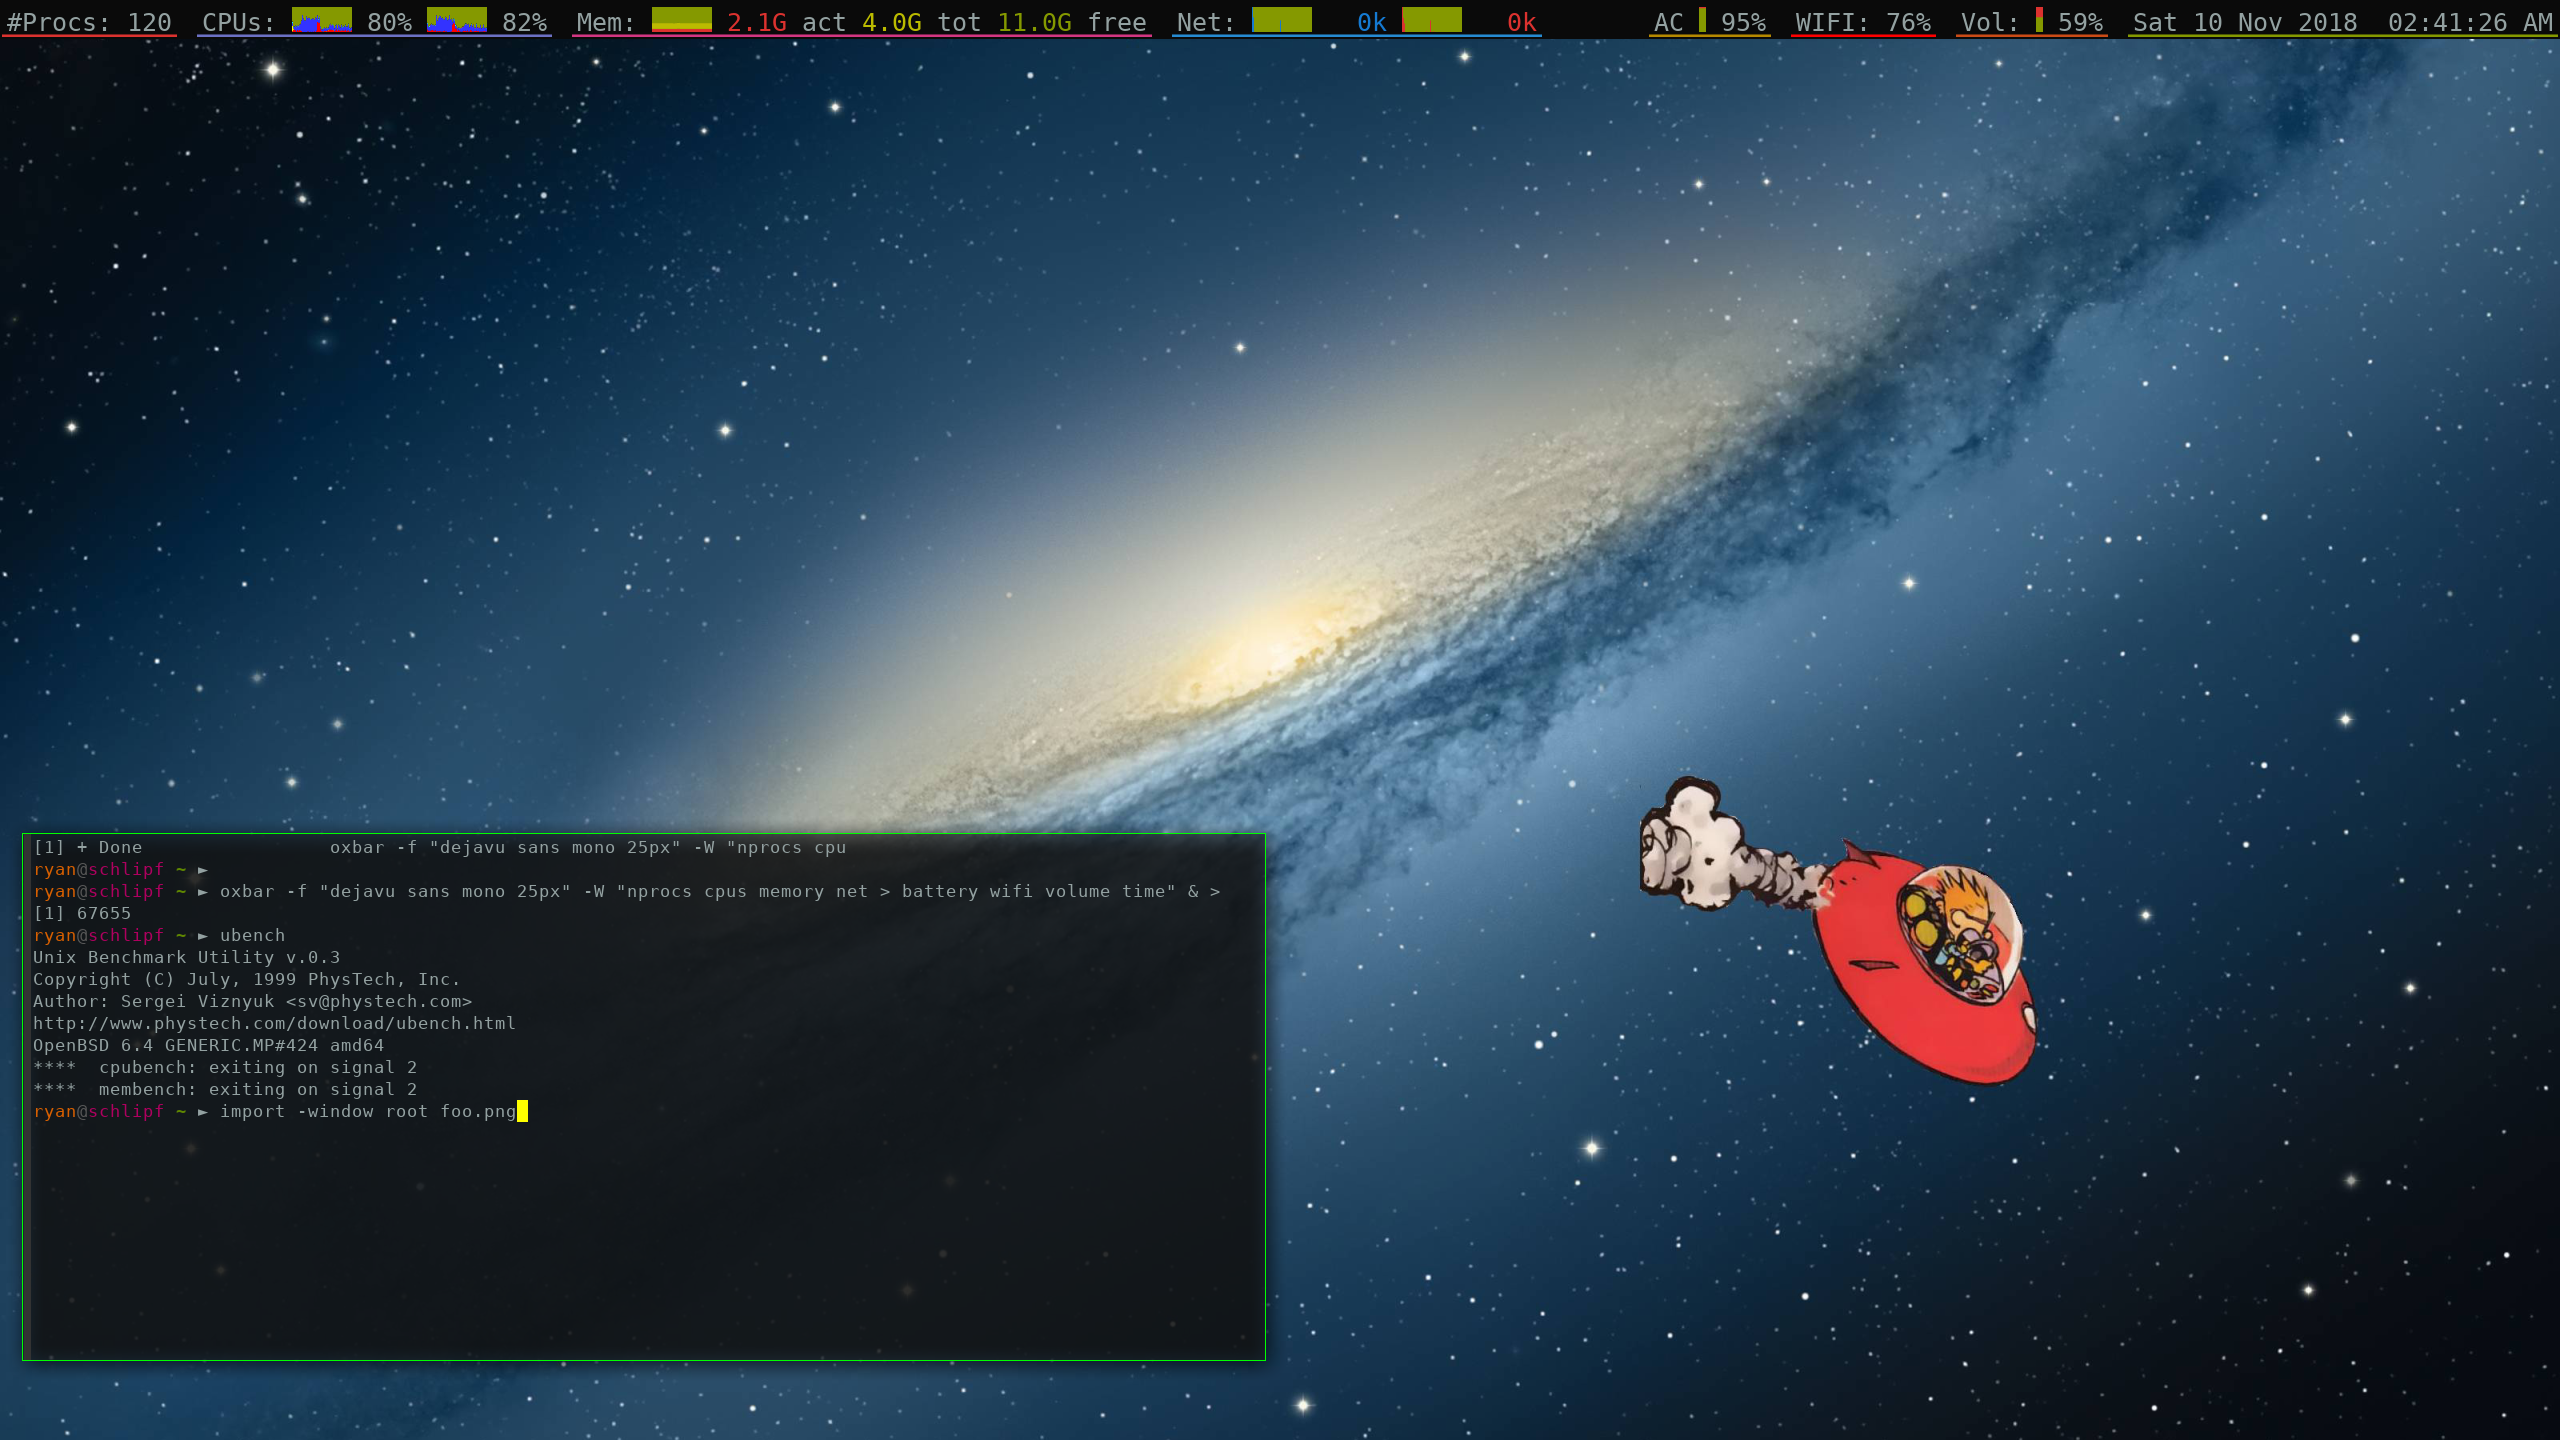 #Procs: 120 CPUs: 80% 82% Mem: 2.1G act 4.0G tot 11.0G free Net: 0k 0k AC 95% WIFI: 76% Vol: 59% Sat 10 Nov 2018 02:41:26 AM
[1] + Done                 oxbar -f "dejavu sans mono 25px" -W "nprocs cpu
ryan@schlipf ~ ►
ryan@schlipf ~ ► oxbar -f "dejavu sans mono 25px" -W "nprocs cpus memory net > battery wifi volume time" & >
[1] 67655
ryan@schlipf ~ ► ubench
Unix Benchmark Utility v.0.3
Copyright (C) July, 1999 PhysTech, Inc.
Author: Sergei Viznyuk <sv@phystech.com>
http://www.phystech.com/download/ubench.html
OpenBSD 6.4 GENERIC.MP#424 amd64
****  cpubench: exiting on signal 2
****  membench: exiting on signal 2
ryan@schlipf ~ ► import -window root foo.png